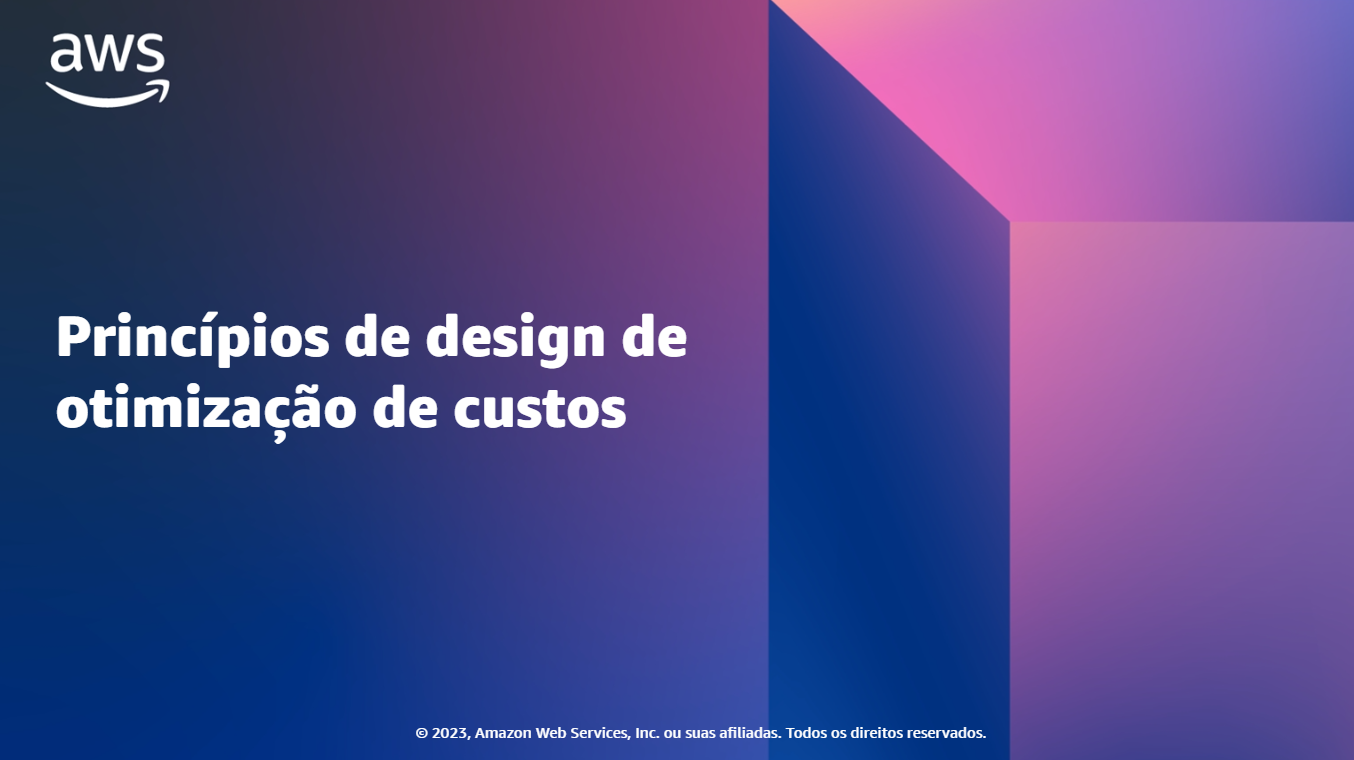 aws
Princípios de design de
otimização de custos
© 2023, Amazon Web Services, Inc. ou suas afiliadas. Todos os direitos reservados.